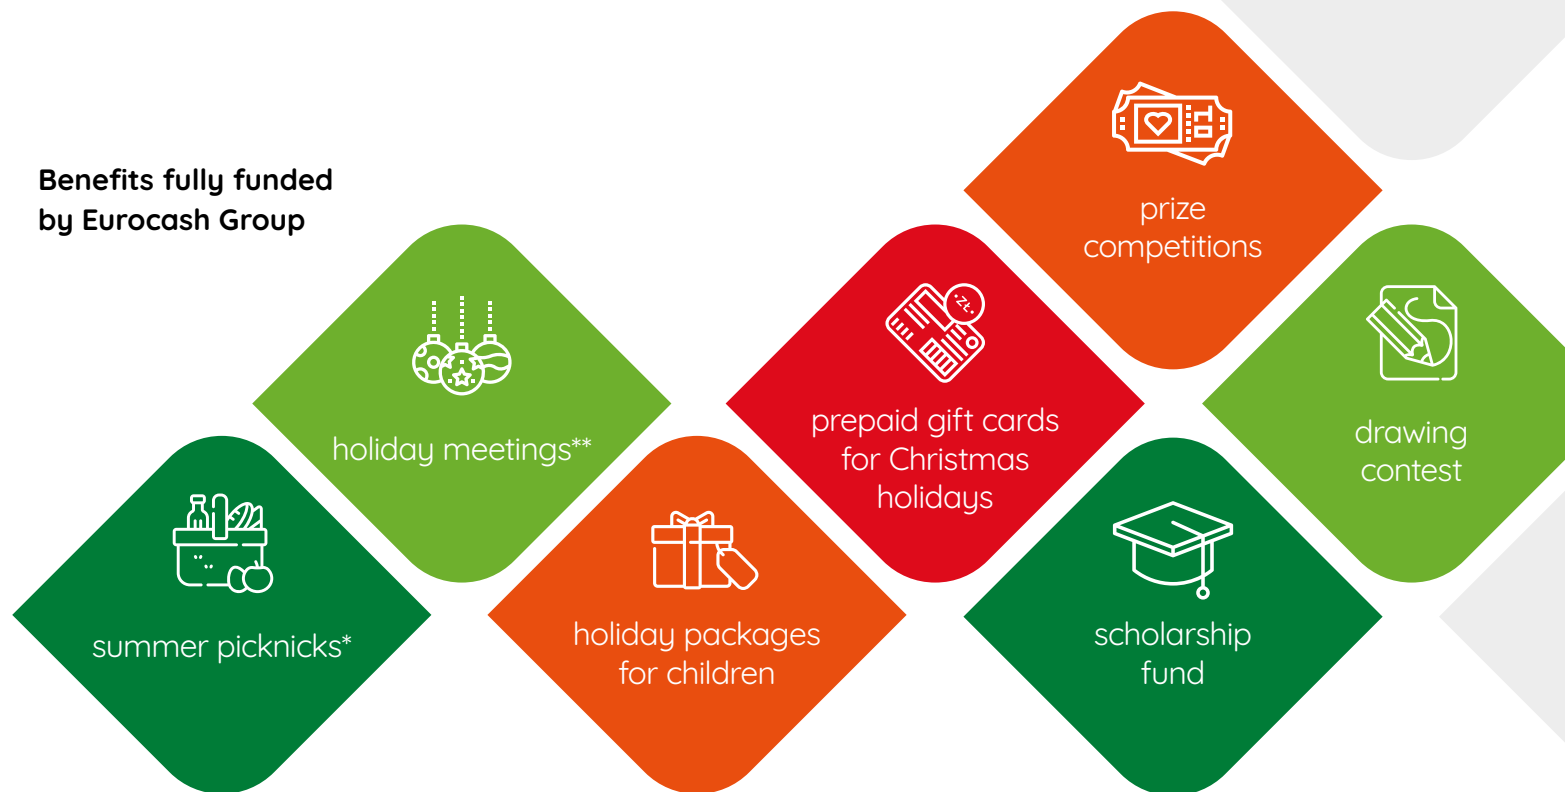 Benefits fully funded
by Eurocash Group
prize
competitions
·ZŁ·
prepaid gift cards
for Christmas
holidays
drawing
contest
holiday meetings**
summer picknicks*
holiday packages
for children
scholarship
fund